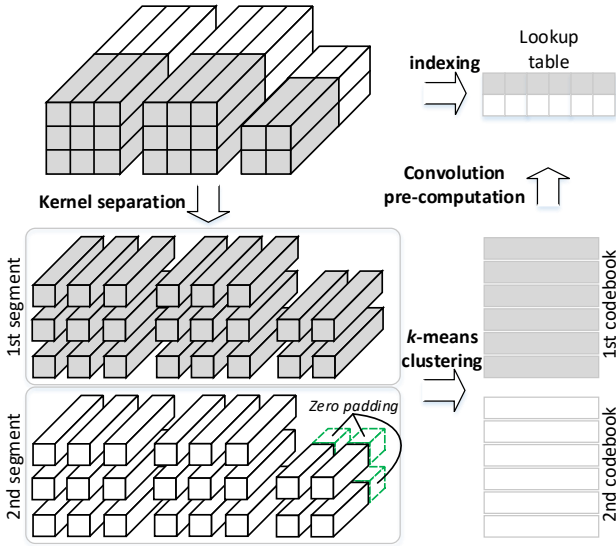 indexing
Lookup
table
Kernel separation
Convolution
pre-computation
1st segment
k-means
clustering
1st codebook
2nd segment
Zero padding
2nd codebook